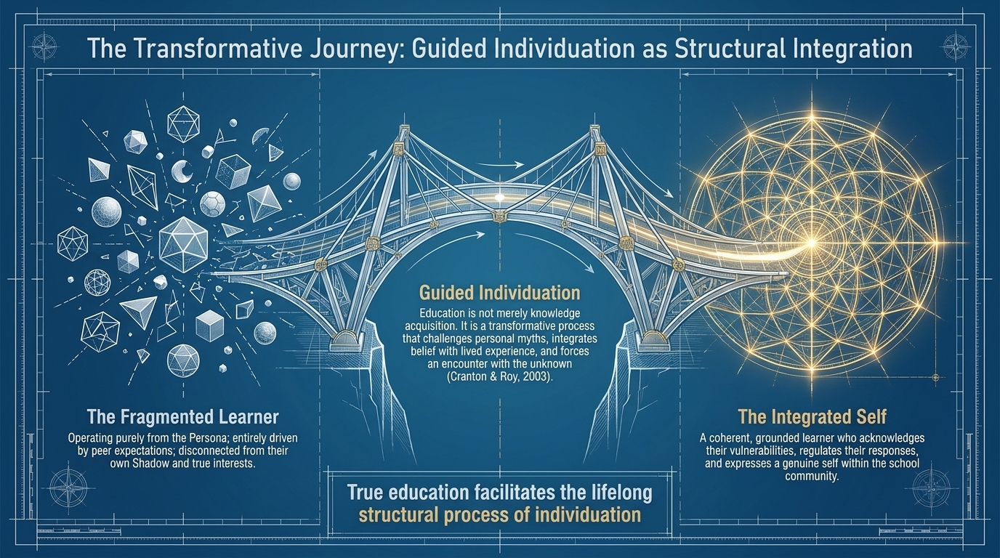 The Transformative Journey: Guided Individuation as Structural Integration
Guided Individuation
Education is not merely knowledge
acquisition. It is a transformative process
that challenges personal myths, integrates
belief with lived experience, and forces
an encounter with the unknown
(Cranton & Roy, 2003).
The Fragmented Learner
Operating purely from the Persona; entirely driven
by peer expectations; disconnected from their
own Shadow and true interests.
The Integrated Self
A coherent, grounded learner who acknowledges
their vulnerabilities, regulates their responses,
and expresses a genuine self within the school
community.
True education facilitates the lifelong
structural process of individuation